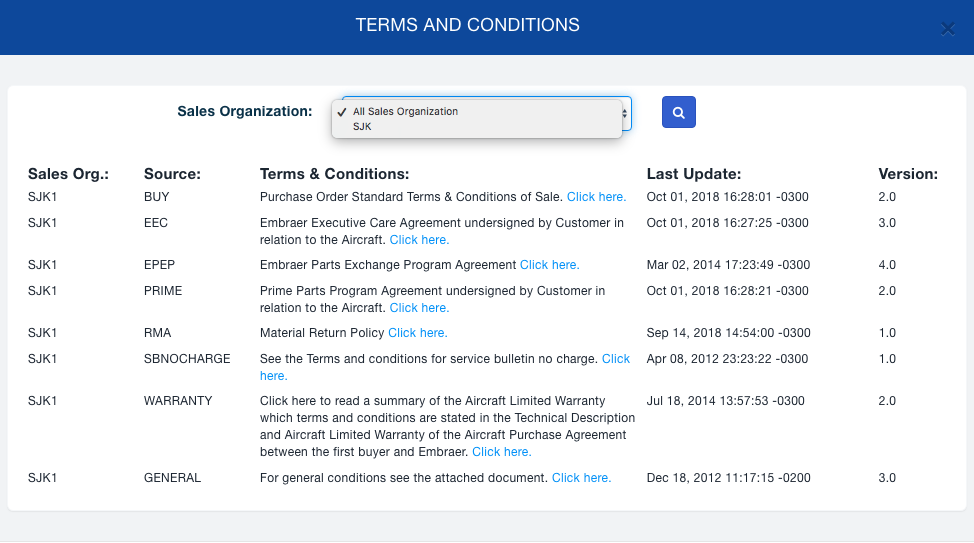 TERMS AND CONDITIONS
Sales Organization:
✓ All Sales Organization
SJK
Sales Org.: Source: Terms & Conditions: Last Update: Version:
SJK1 BUY Purchase Order Standard Terms & Conditions of Sale. Click here. Oct 01, 2018 16:28:01 -0300 2.0
SJK1 EEC Embraer Executive Care Agreement undersigned by Customer in Oct 01, 2018 16:27:25 -0300 3.0
relation to the Aircraft. Click here.
SJK1 EPEP Embraer Parts Exchange Program Agreement Click here. Mar 02, 2014 17:23:49 -0300 4.0
SJK1 PRIME Prime Parts Program Agreement undersigned by Customer in Oct 01, 2018 16:28:21 -0300 2.0
relation to the Aircraft. Click here.
SJK1 RMA Material Return Policy Click here. Sep 14, 2018 14:54:00 -0300 1.0
SJK1 SBNOCHARGE See the Terms and conditions for service bulletin no charge. Click Apr 08, 2012 23:23:22 -0300 1.0
here.
SJK1 WARRANTY Click here to read a summary of the Aircraft Limited Warranty Jul 18, 2014 13:57:53 -0300 2.0
which terms and conditions are stated in the Technical Description
and Aircraft Limited Warranty of the Aircraft Purchase Agreement
between the first buyer and Embraer. Click here.
SJK1 GENERAL For general conditions see the attached document. Click here. Dec 18, 2012 11:17:15 -0200 3.0